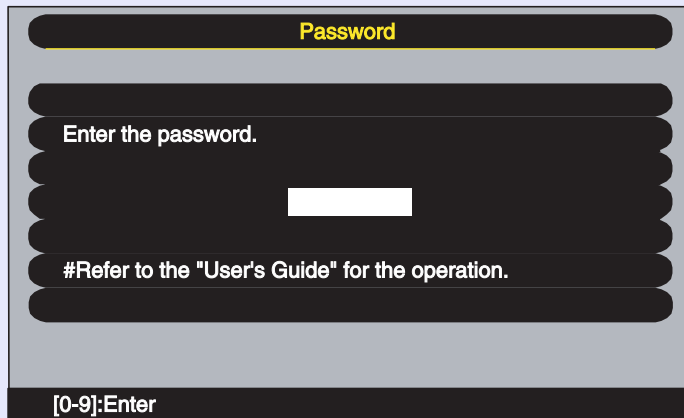 Password
Enter the password.
#Refer to the "User's Guide" for the operation.
[0-9]:Enter